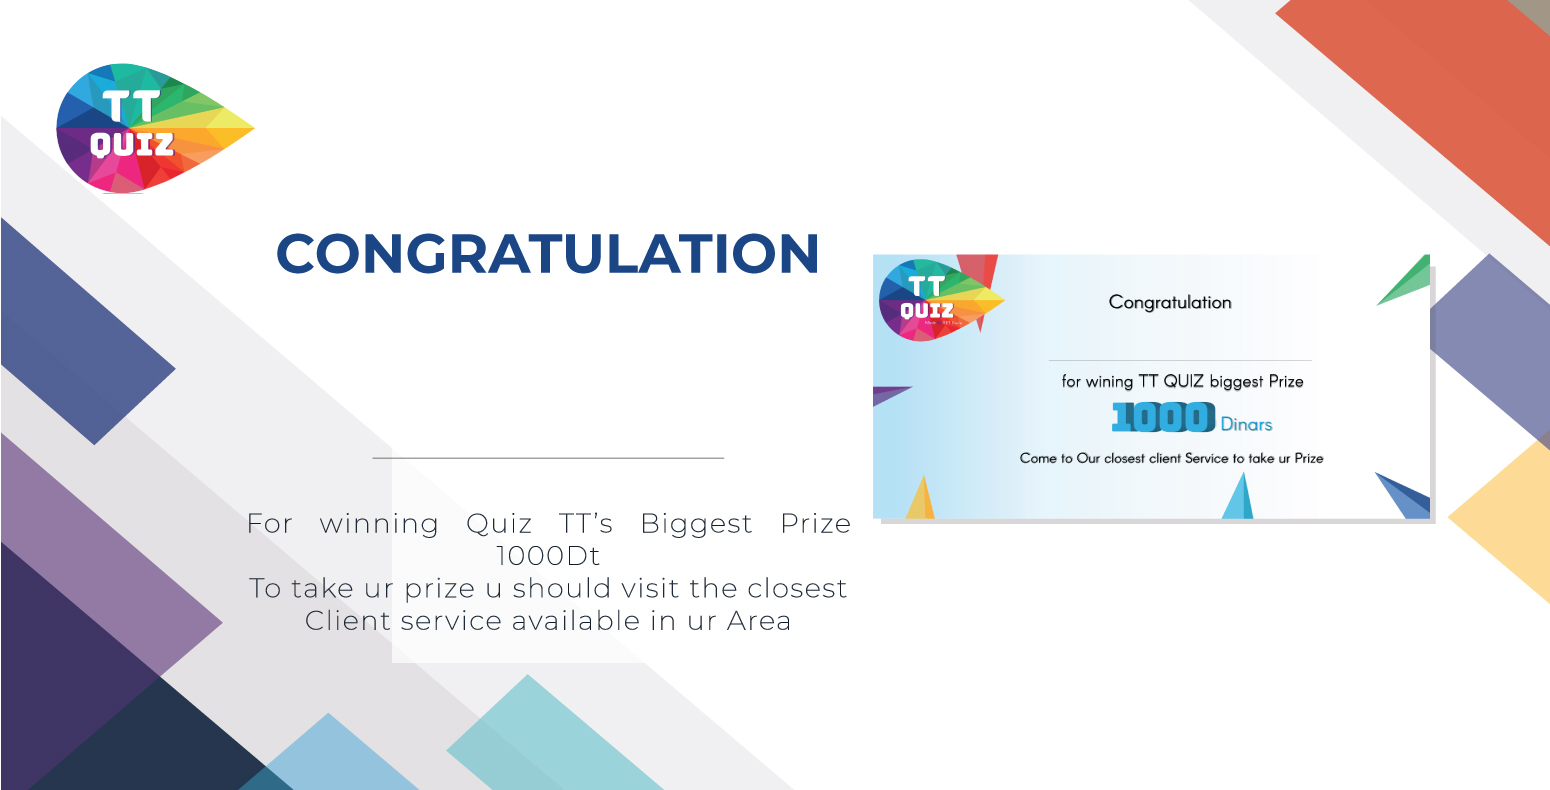 TT
QUIZ
CONGRATULATION
For winning Quiz TT's Biggest Prize
1000Dt
To take ur prize u should visit the closest
Client service available in ur Area
TT
QUIZ
Congratulation
for wining TT QUIZ biggest Prize
1000 Dinars
Come to Our closest client Service to take ur Prize